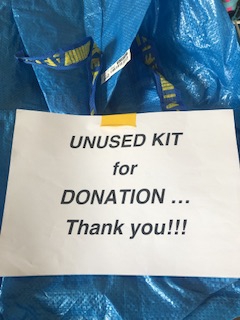 UNUSED KIT
for
DONATION ...
Thank you!!!